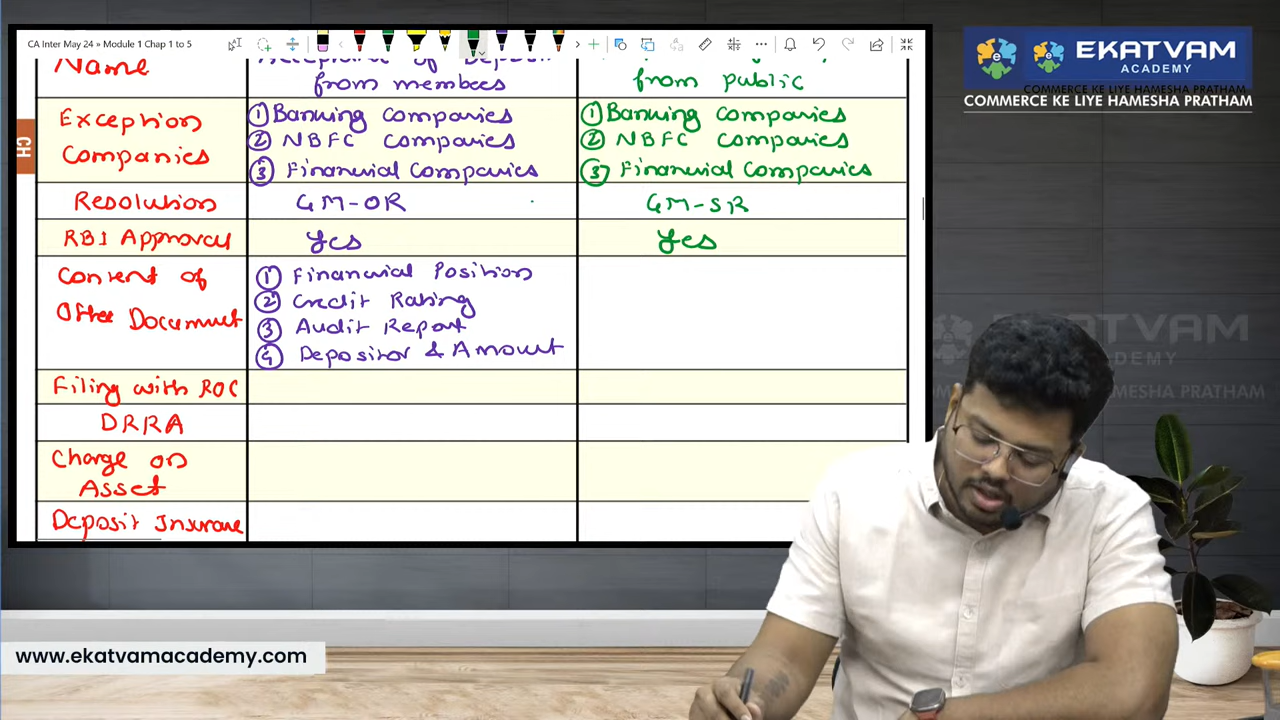 CA Inter May 24 » Module 1 Chap 1 to 5
EKATVAM
ACADEMY
COMMERCE KE LIYE HAMESHA PRATHAM
CH
Name
from members
from public
Exception Companies
① Banking Companies
② NBFC Companies
③ Financial Companies
① Banking Companies
② NBFC Companies
③ Financial Companies
Resolution
GM-OR
GM-SR
RBI Approval
Yes
Yes
Content of
Offer Document
① Financial Position
② Credit Rating
③ Audit Report
④ Depositor & Amount
Filing with ROC
DRRA
Charge on
Asset
Deposit Insurance
EKATVAM
HAMESHA PRATHAM
www.ekatvamacademy.com